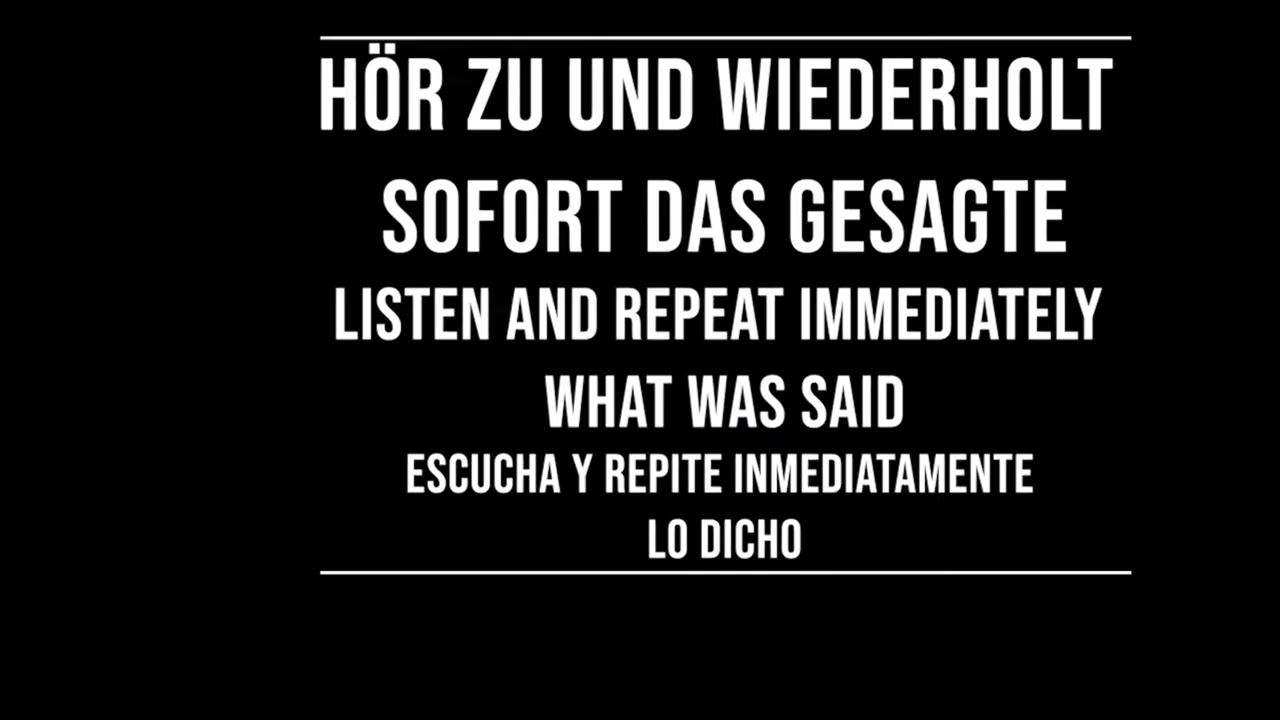 HÖR ZU UND WIEDERHOLT
SOFORT DAS GESAGTE
LISTEN AND REPEAT IMMEDIATELY
WHAT WAS SAID
ESCUCHA Y REPITE INMEDIATAMENTE
LO DICHO